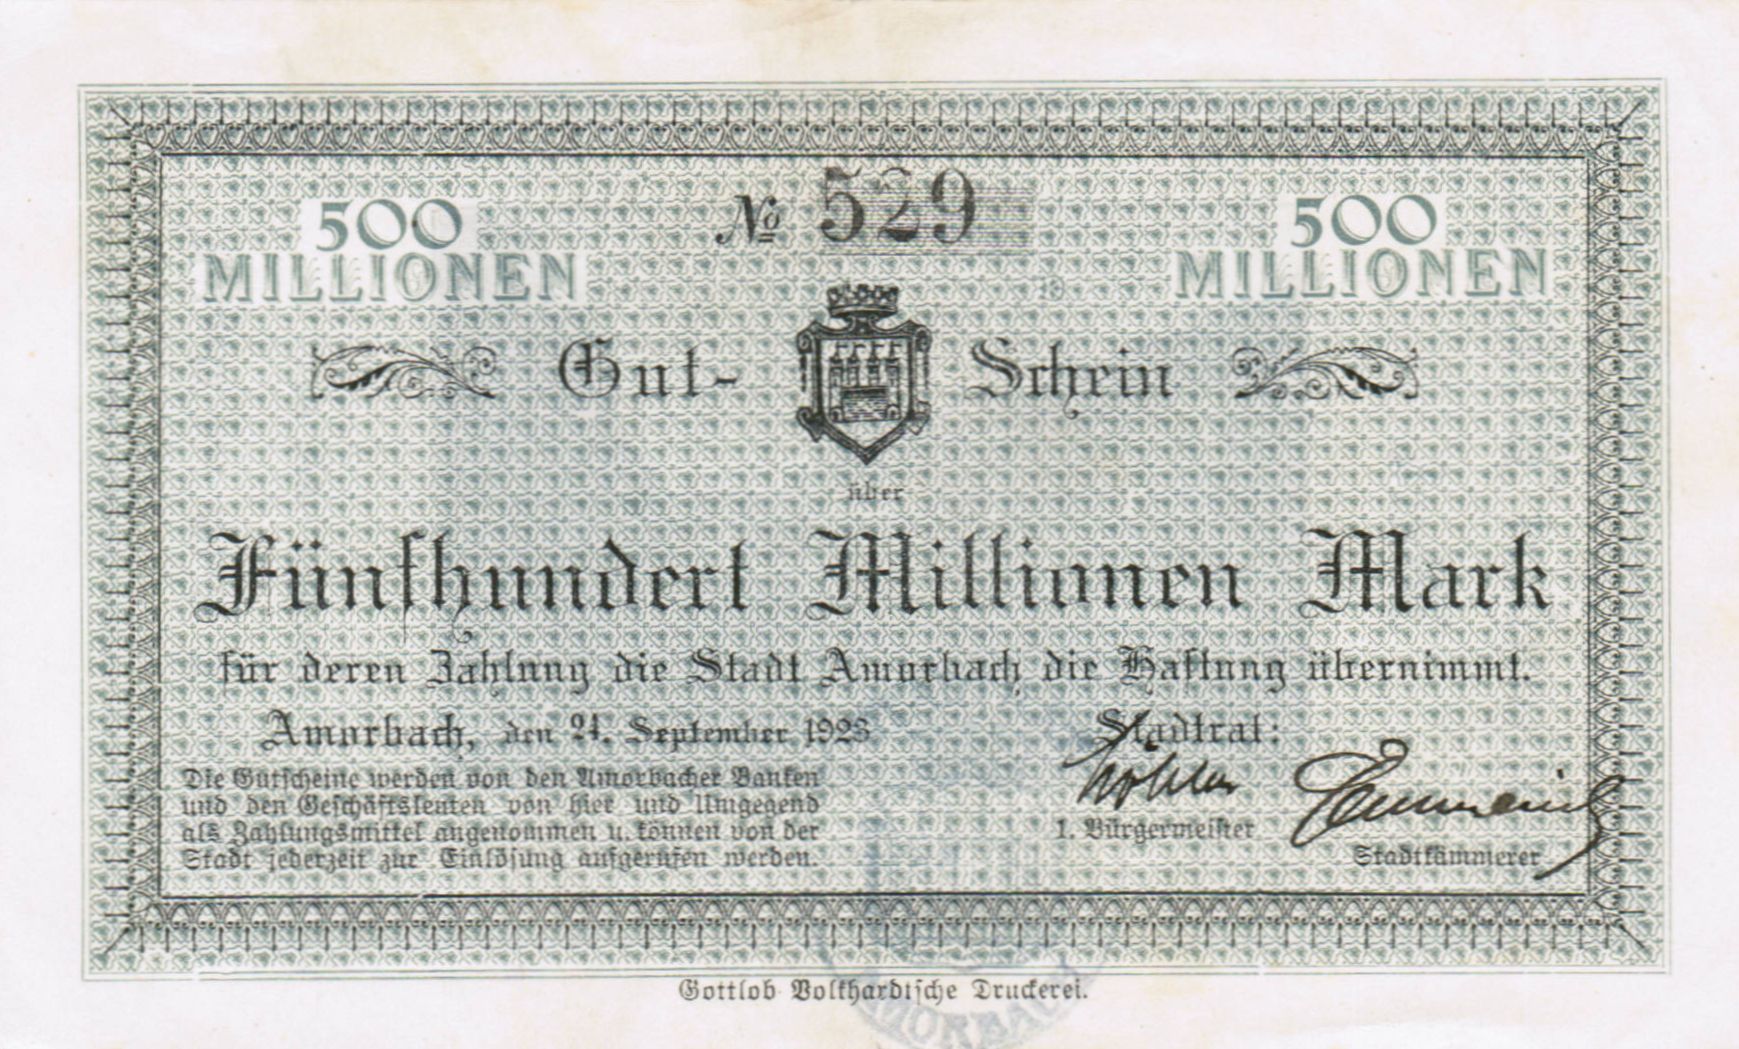 № 529
500
MILLIONEN
500
MILLIONEN
Gut-Schein
über
Fünfhundert Millionen Mark
für deren Zahlung die Stadt Amorbach die Haftung übernimmt.
Amorbach, den 24. September 1923
Stadtrat:
Die Gutscheine werden von den Amorbacher Banken
und den Geschäftsleuten von hier und Umgegend
als Zahlungsmittel angenommen u. können von der
Stadt jederzeit zur Einlösung aufgerufen werden.
1. Bürgermeister
Stadtkämmerer
Gottlob Volkhardtsche Druckerei.
AMORBACH